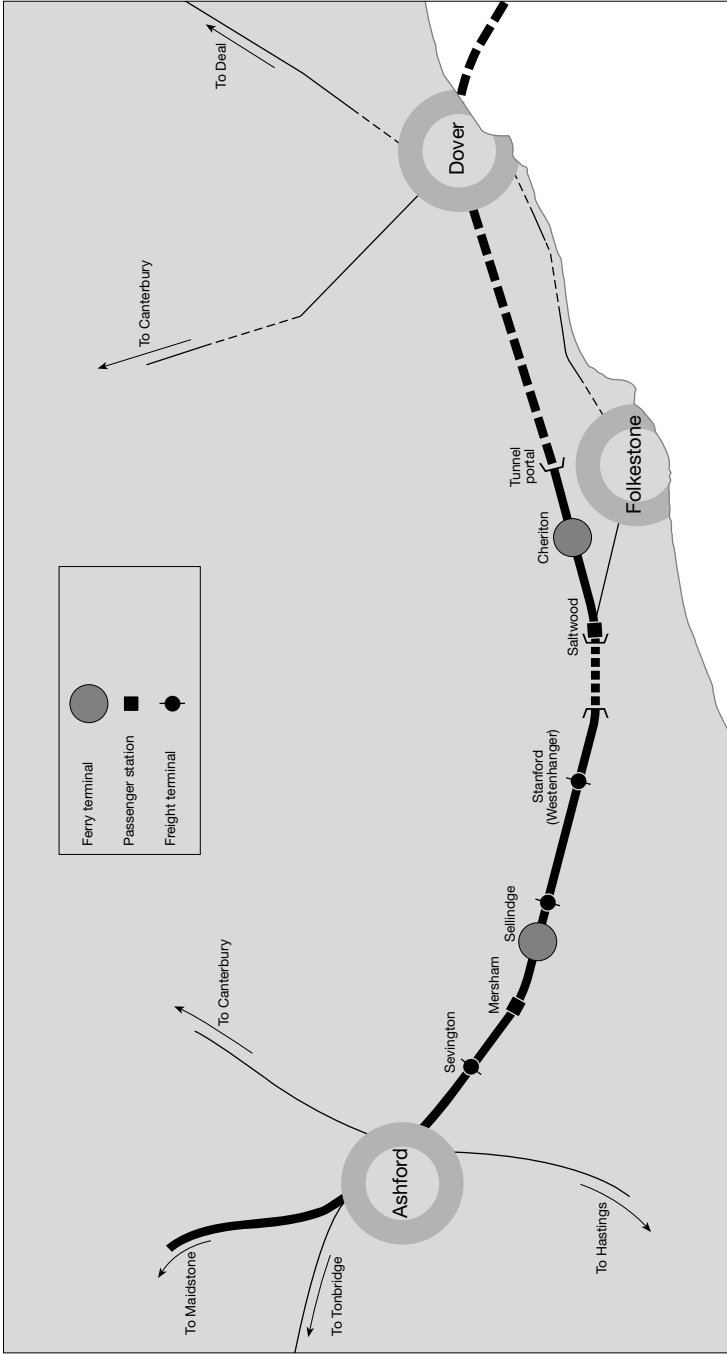 To Maidstone
To Tonbridge
To Canterbury
To Hastings
Ashford
Sevington
Mersham
Sellindge
Stanford
(Westenhanger)
Saltwood
Cheriton
Tunnel
portal
Folkestone
Dover
To Canterbury
To Deal
Ferry terminal
Passenger station
Freight terminal